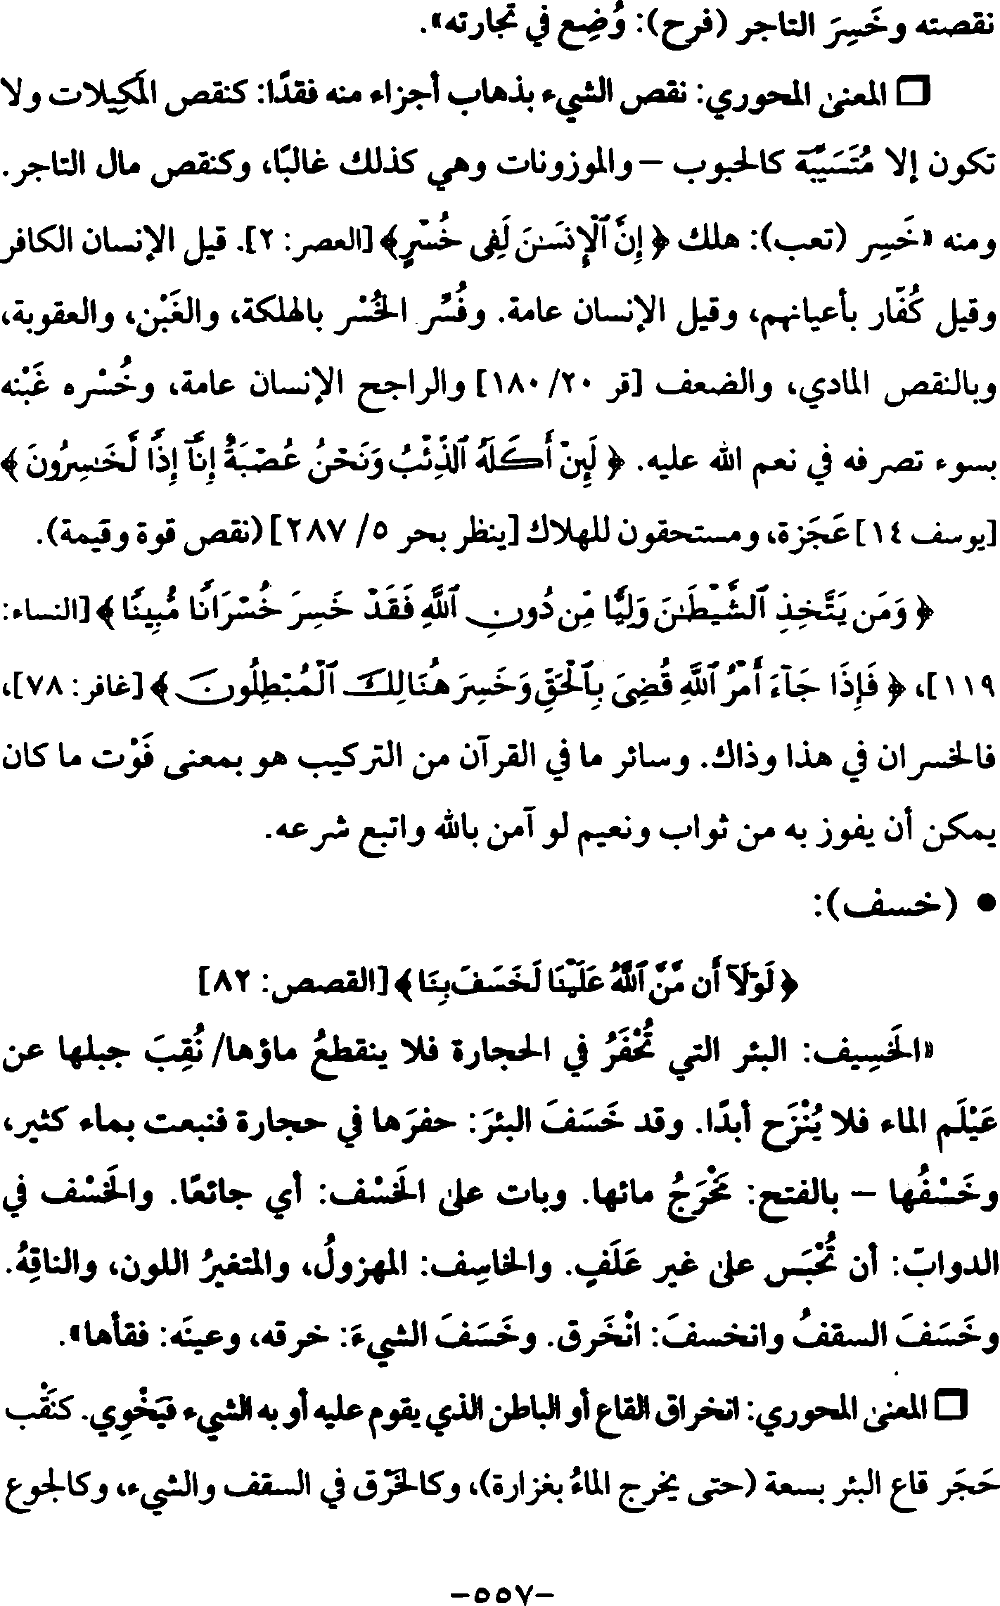 نقصته وخَسِرَ التاجر (فرح): وُضِع في تجارته».
❑ المعنى المحوري: نقص الشيء بذهاب أجزاء منه فقدًا: كنقص المَكِيلات ولا
تكون إلا مُتَسَيِّبَة كالحبوب – والموزونات وهي كذلك غالبًا، وكنقص مال التاجر.
ومنه «خَسِر (تعب): هلك ﴿إِنَّ ٱلْإِنسَٰنَ لَفِى خُسْرٍ﴾ [العصر: ٢]. قيل الإنسان الكافر
وقيل كُفّار بأعيانهم، وقيل الإنسان عامة. وفُسِّر الخُسْر بالهلكة، والغَبْن، والعقوبة،
وبالنقص المادي، والضعف [قر ٢٠/ ١٨٠] والراجح الإنسان عامة، وخُسْره غَبْنه
بسوء تصرفه في نعم الله عليه. ﴿لَئِنْ أَكَلَهُ ٱلذِّئْبُ وَنَحْنُ عُصْبَةٌ إِنَّآ إِذًا لَّخَٰسِرُونَ﴾
[يوسف ١٤] عَجَزة، ومستحقون للهلاك [ينظر بحر ٥/ ٢٨٧] (نقص قوة وقيمة).
﴿وَمَن يَتَّخِذِ ٱلشَّيْطَٰنَ وَلِيًّا مِّن دُونِ ٱللَّهِ فَقَدْ خَسِرَ خُسْرَانًا مُّبِينًا﴾ [النساء:
١١٩]، ﴿فَإِذَا جَآءَ أَمْرُ ٱللَّهِ قُضِىَ بِٱلْحَقِّ وَخَسِرَ هُنَالِكَ ٱلْمُبْطِلُونَ﴾ [غافر: ٧٨]،
فالخسران في هذا وذاك. وسائر ما في القرآن من التركيب هو بمعنى فَوْت ما كان
يمكن أن يفوز به من ثواب ونعيم لو آمن بالله واتبع شرعه.
• (خسف):
﴿لَوْلَآ أَن مَّنَّ ٱللَّهُ عَلَيْنَا لَخَسَفَ بِنَا﴾ [القصص: ٨٢]
«الخَسِيف: البئر التي تُحْفَرُ في الحجارة فلا ينقطعُ ماؤها/ نُقِبَ جبلها عن
عَيْلَم الماء فلا يُنْزَح أبدًا. وقد خَسَفَ البئرَ: حفرَها في حجارة فنبعت بماء كثير،
وخَسْفُها – بالفتح: مَخْرَجُ مائها. وبات على الخَسْف: أي جائعًا. والخَسْف في
الدوابّ: أن تُحْبَس على غير عَلَفٍ. والخاسِف: المهزولُ، والمتغيرُ اللون، والناقِهُ.
وخَسَفَ السقفُ وانخسفَ: انْخَرق. وخَسَفَ الشيءَ: خرقه، وعينَه: فقأها».
❑ المعنى المحوري: انخراق القاع أو الباطن الذي يقوم عليه أو به الشيء فيَخْوِي. كنَقْب
حَجَر قاع البئر بسعة (حتى يخرج الماءُ بغزارة)، وكالخَرْق في السقف والشيء، وكالجوع
-٥٥٧-